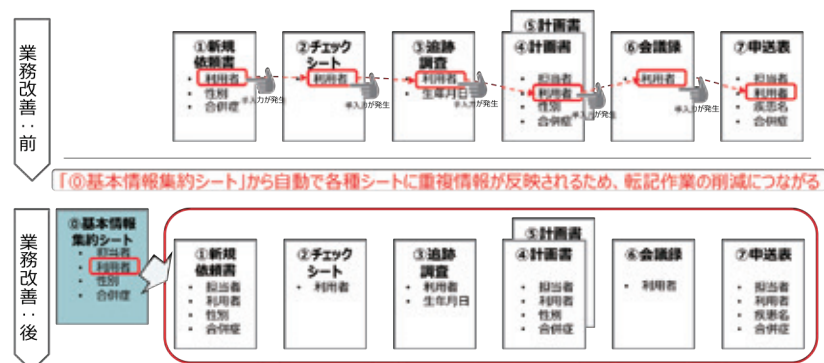 業務改善：前
①新規
依頼書
・ 利用者
・ 性別
・ 合併症
手入力が発生
②チェック
シート
・ 利用者
手入力が発生
③追跡
調査
・ 利用者
・ 生年月日
手入力が発生
⑤計画書
④計画書
・ 担当者
・ 利用者
・ 性別
・ 合併症
手入力が発生
⑥会議録
・ 利用者
手入力が発生
⑦申送表
・ 担当者
・ 利用者
・ 疾患名
・ 合併症
「⓪基本情報集約シート」から自動で各種シートに重複情報が反映されるため、転記作業の削減につながる
業務改善：後
⓪基本情報
集約シート
・ 担当者
・ 利用者
・ 性別
・ 合併症
①新規
依頼書
・ 担当者
・ 利用者
・ 性別
・ 合併症
②チェック
シート
・ 利用者
③追跡
調査
・ 利用者
・ 生年月日
⑤計画書
④計画書
・ 担当者
・ 利用者
・ 性別
・ 合併症
⑥会議録
・ 利用者
⑦申送表
・ 担当者
・ 利用者
・ 疾患名
・ 合併症